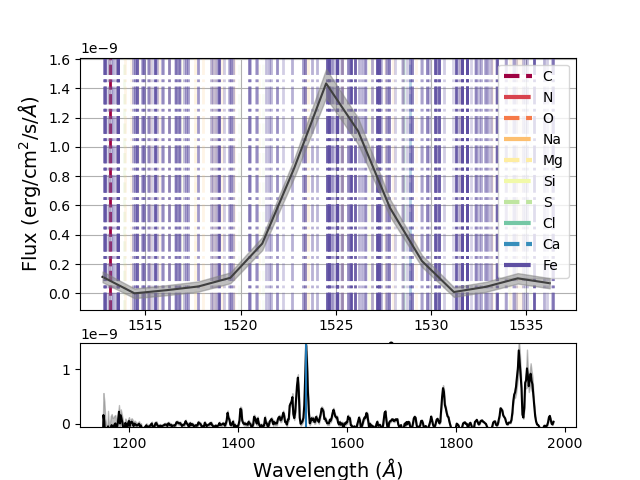 1e−9
Flux (erg/cm²/s/Å)
1.6
1.4
1.2
1.0
0.8
0.6
0.4
0.2
0.0
C
N
O
Na
Mg
Si
S
Cl
Ca
Fe
1515 1520 1525 1530 1535
1e−9
1
0
1200 1400 1600 1800 2000
Wavelength (Å)